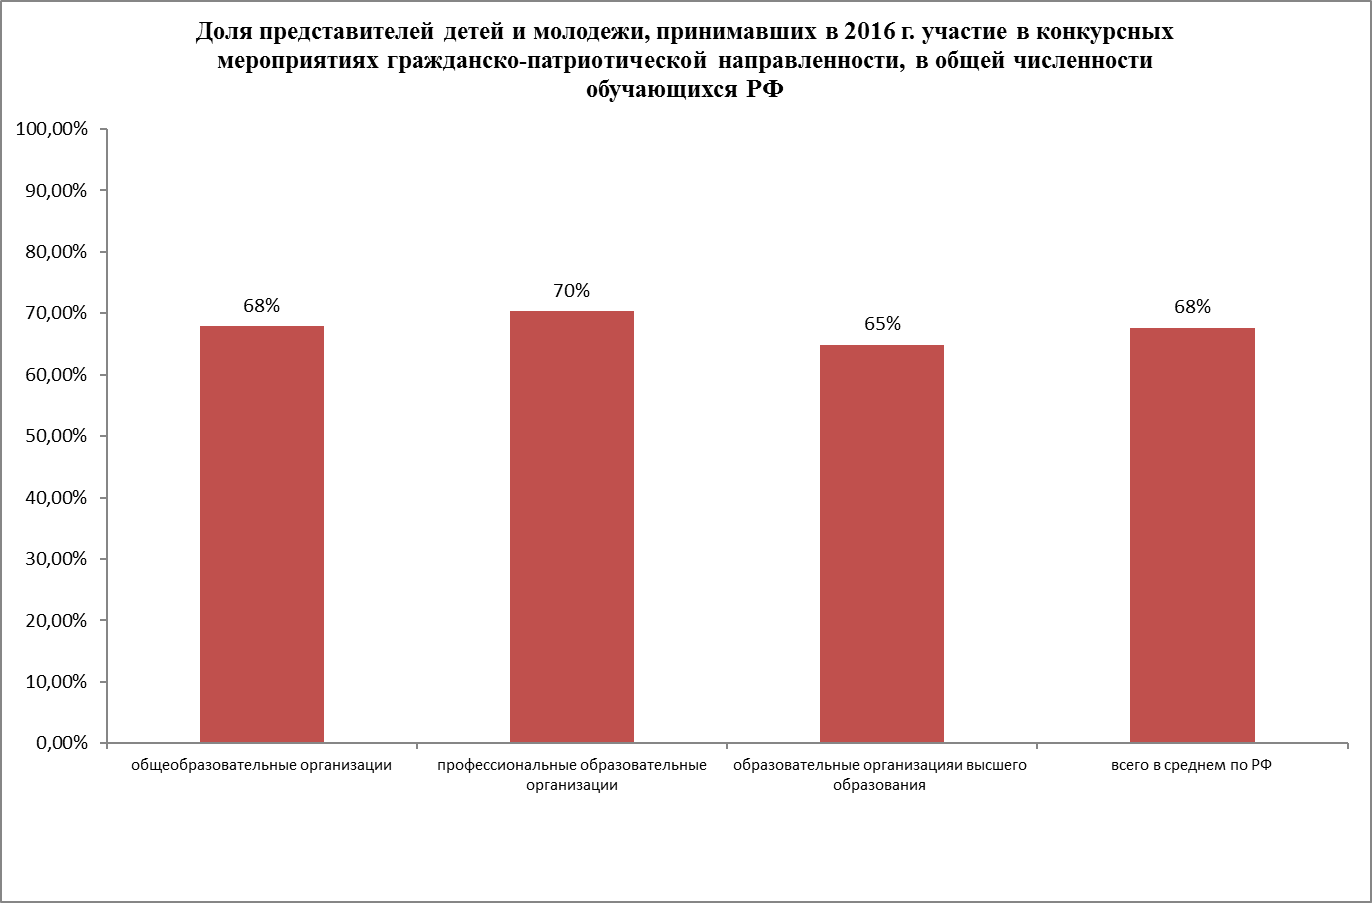 Доля представителей детей и молодежи, принимавших в 2016 г. участие в конкурсных
мероприятиях гражданско-патриотической направленности, в общей численности
обучающихся РФ
100,00%
90,00%
80,00%
70,00%
60,00%
50,00%
40,00%
30,00%
20,00%
10,00%
0,00%
68%
70%
65%
68%
общеобразовательные организации
профессиональные образовательные
организации
образовательные организацияи высшего
образования
всего в среднем по РФ